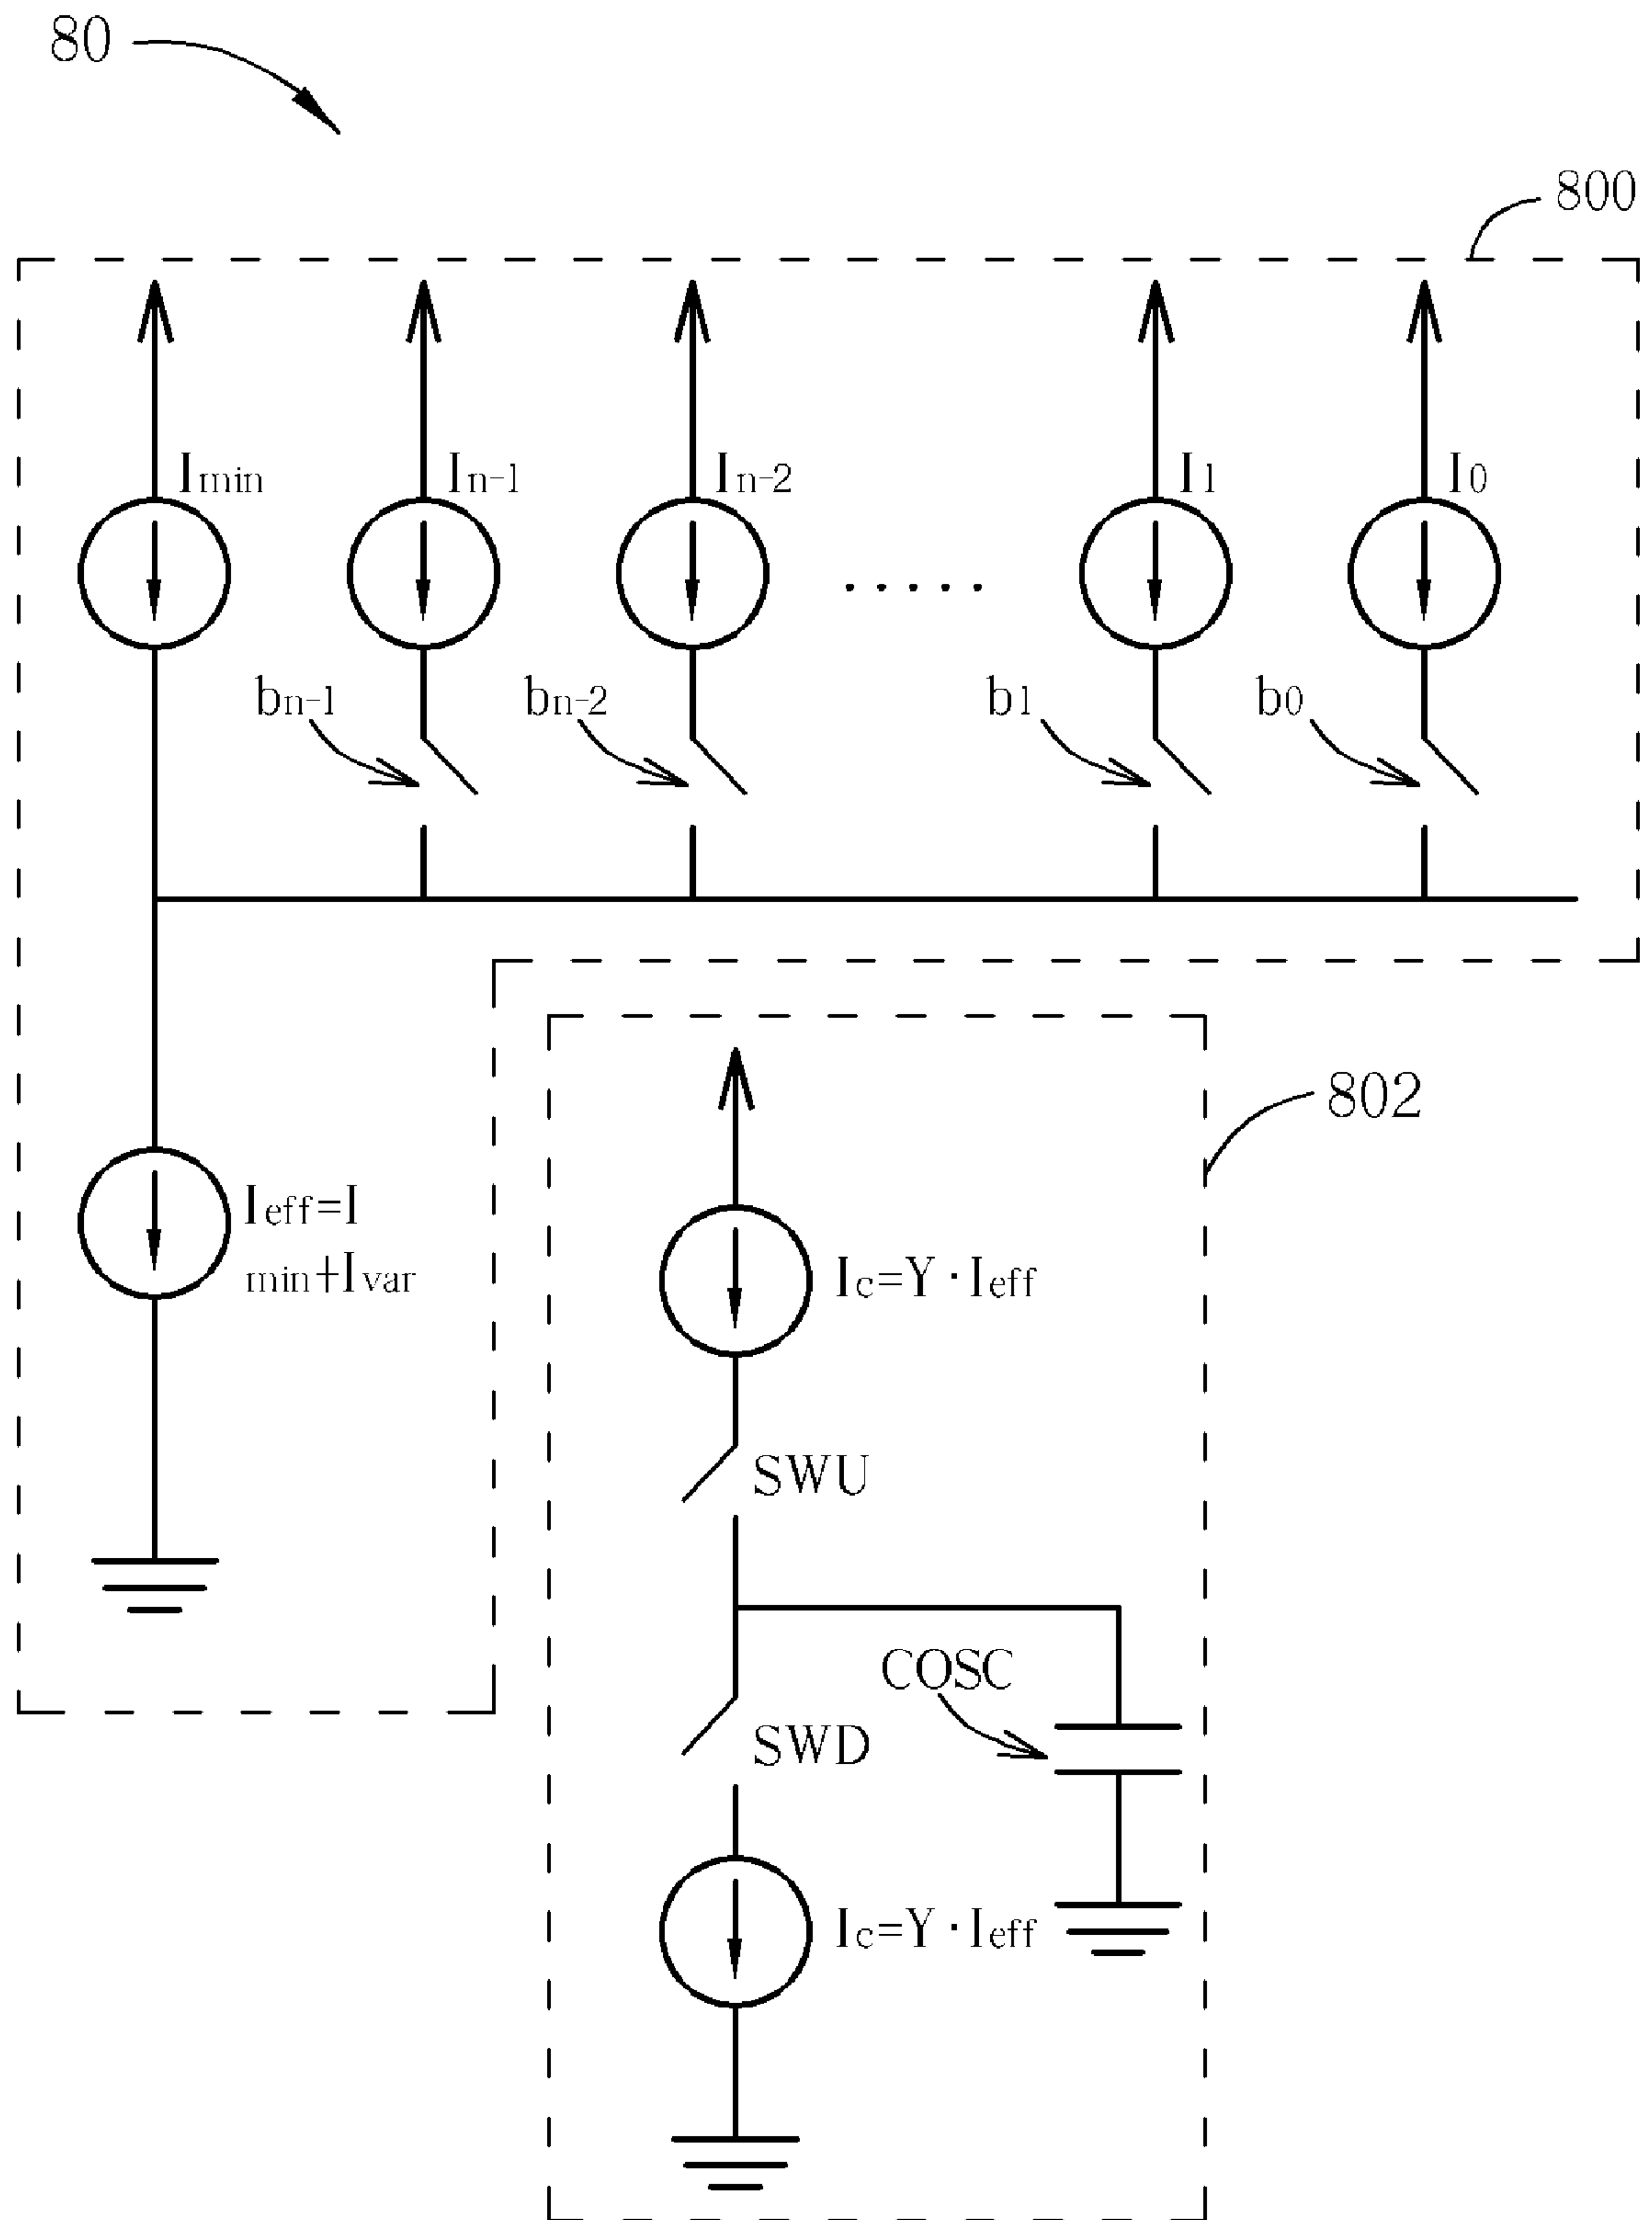 80
800
Imin
In-1
In-2
.....
I1
I0
bn-1
bn-2
b1
b0
802
Ieff=I
min+Ivar
Ic=Y·Ieff
SWU
COSC
SWD
Ic=Y·Ieff